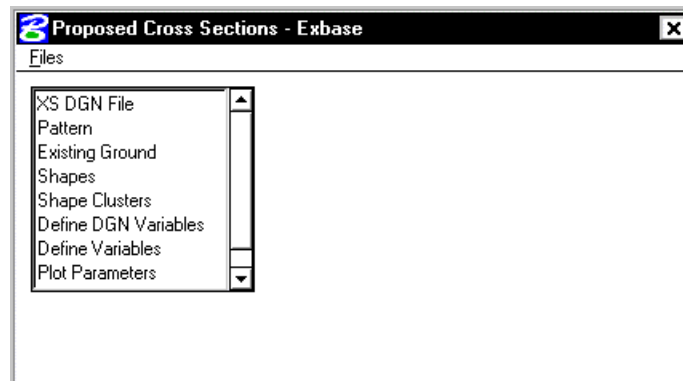 Proposed Cross Sections - Exbase
Files
XS DGN File
Pattern
Existing Ground
Shapes
Shape Clusters
Define DGN Variables
Define Variables
Plot Parameters